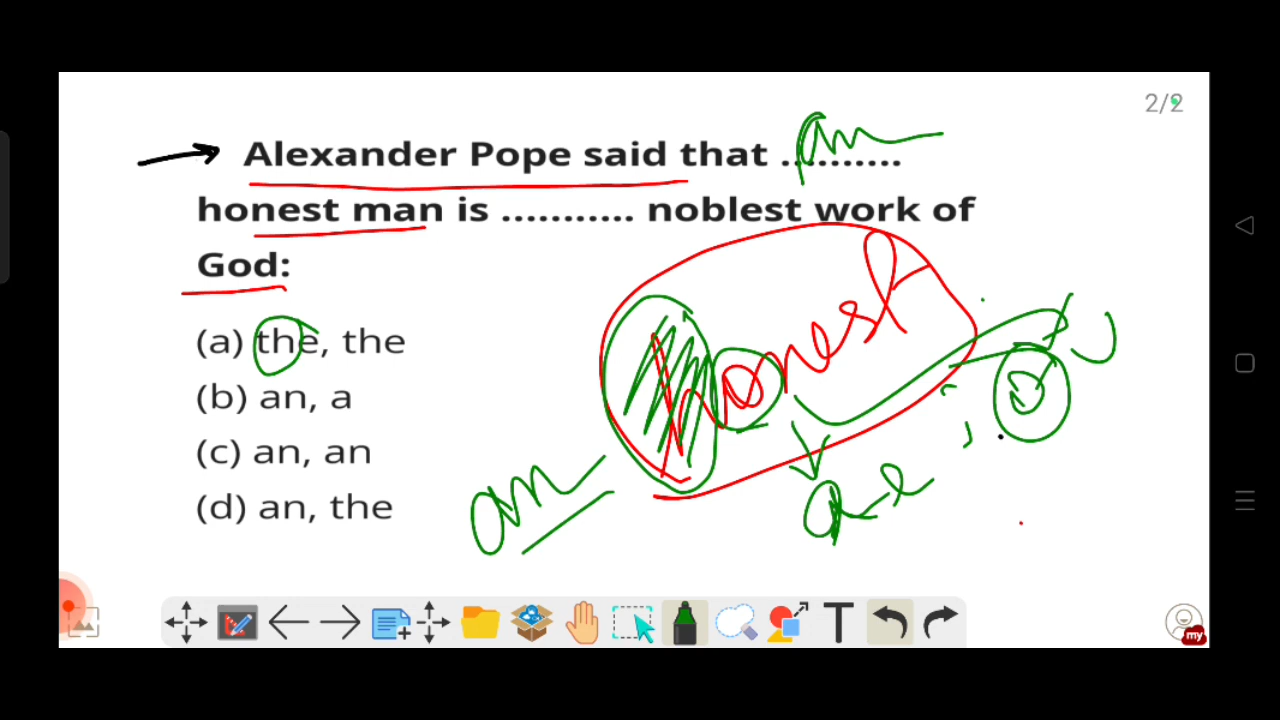 2/2
Alexander Pope said that .......... an
honest man is ........... noblest work of
God:
honest
(a) the, the
(b) an, a
(c) an, an
(d) an, the
an
T
my